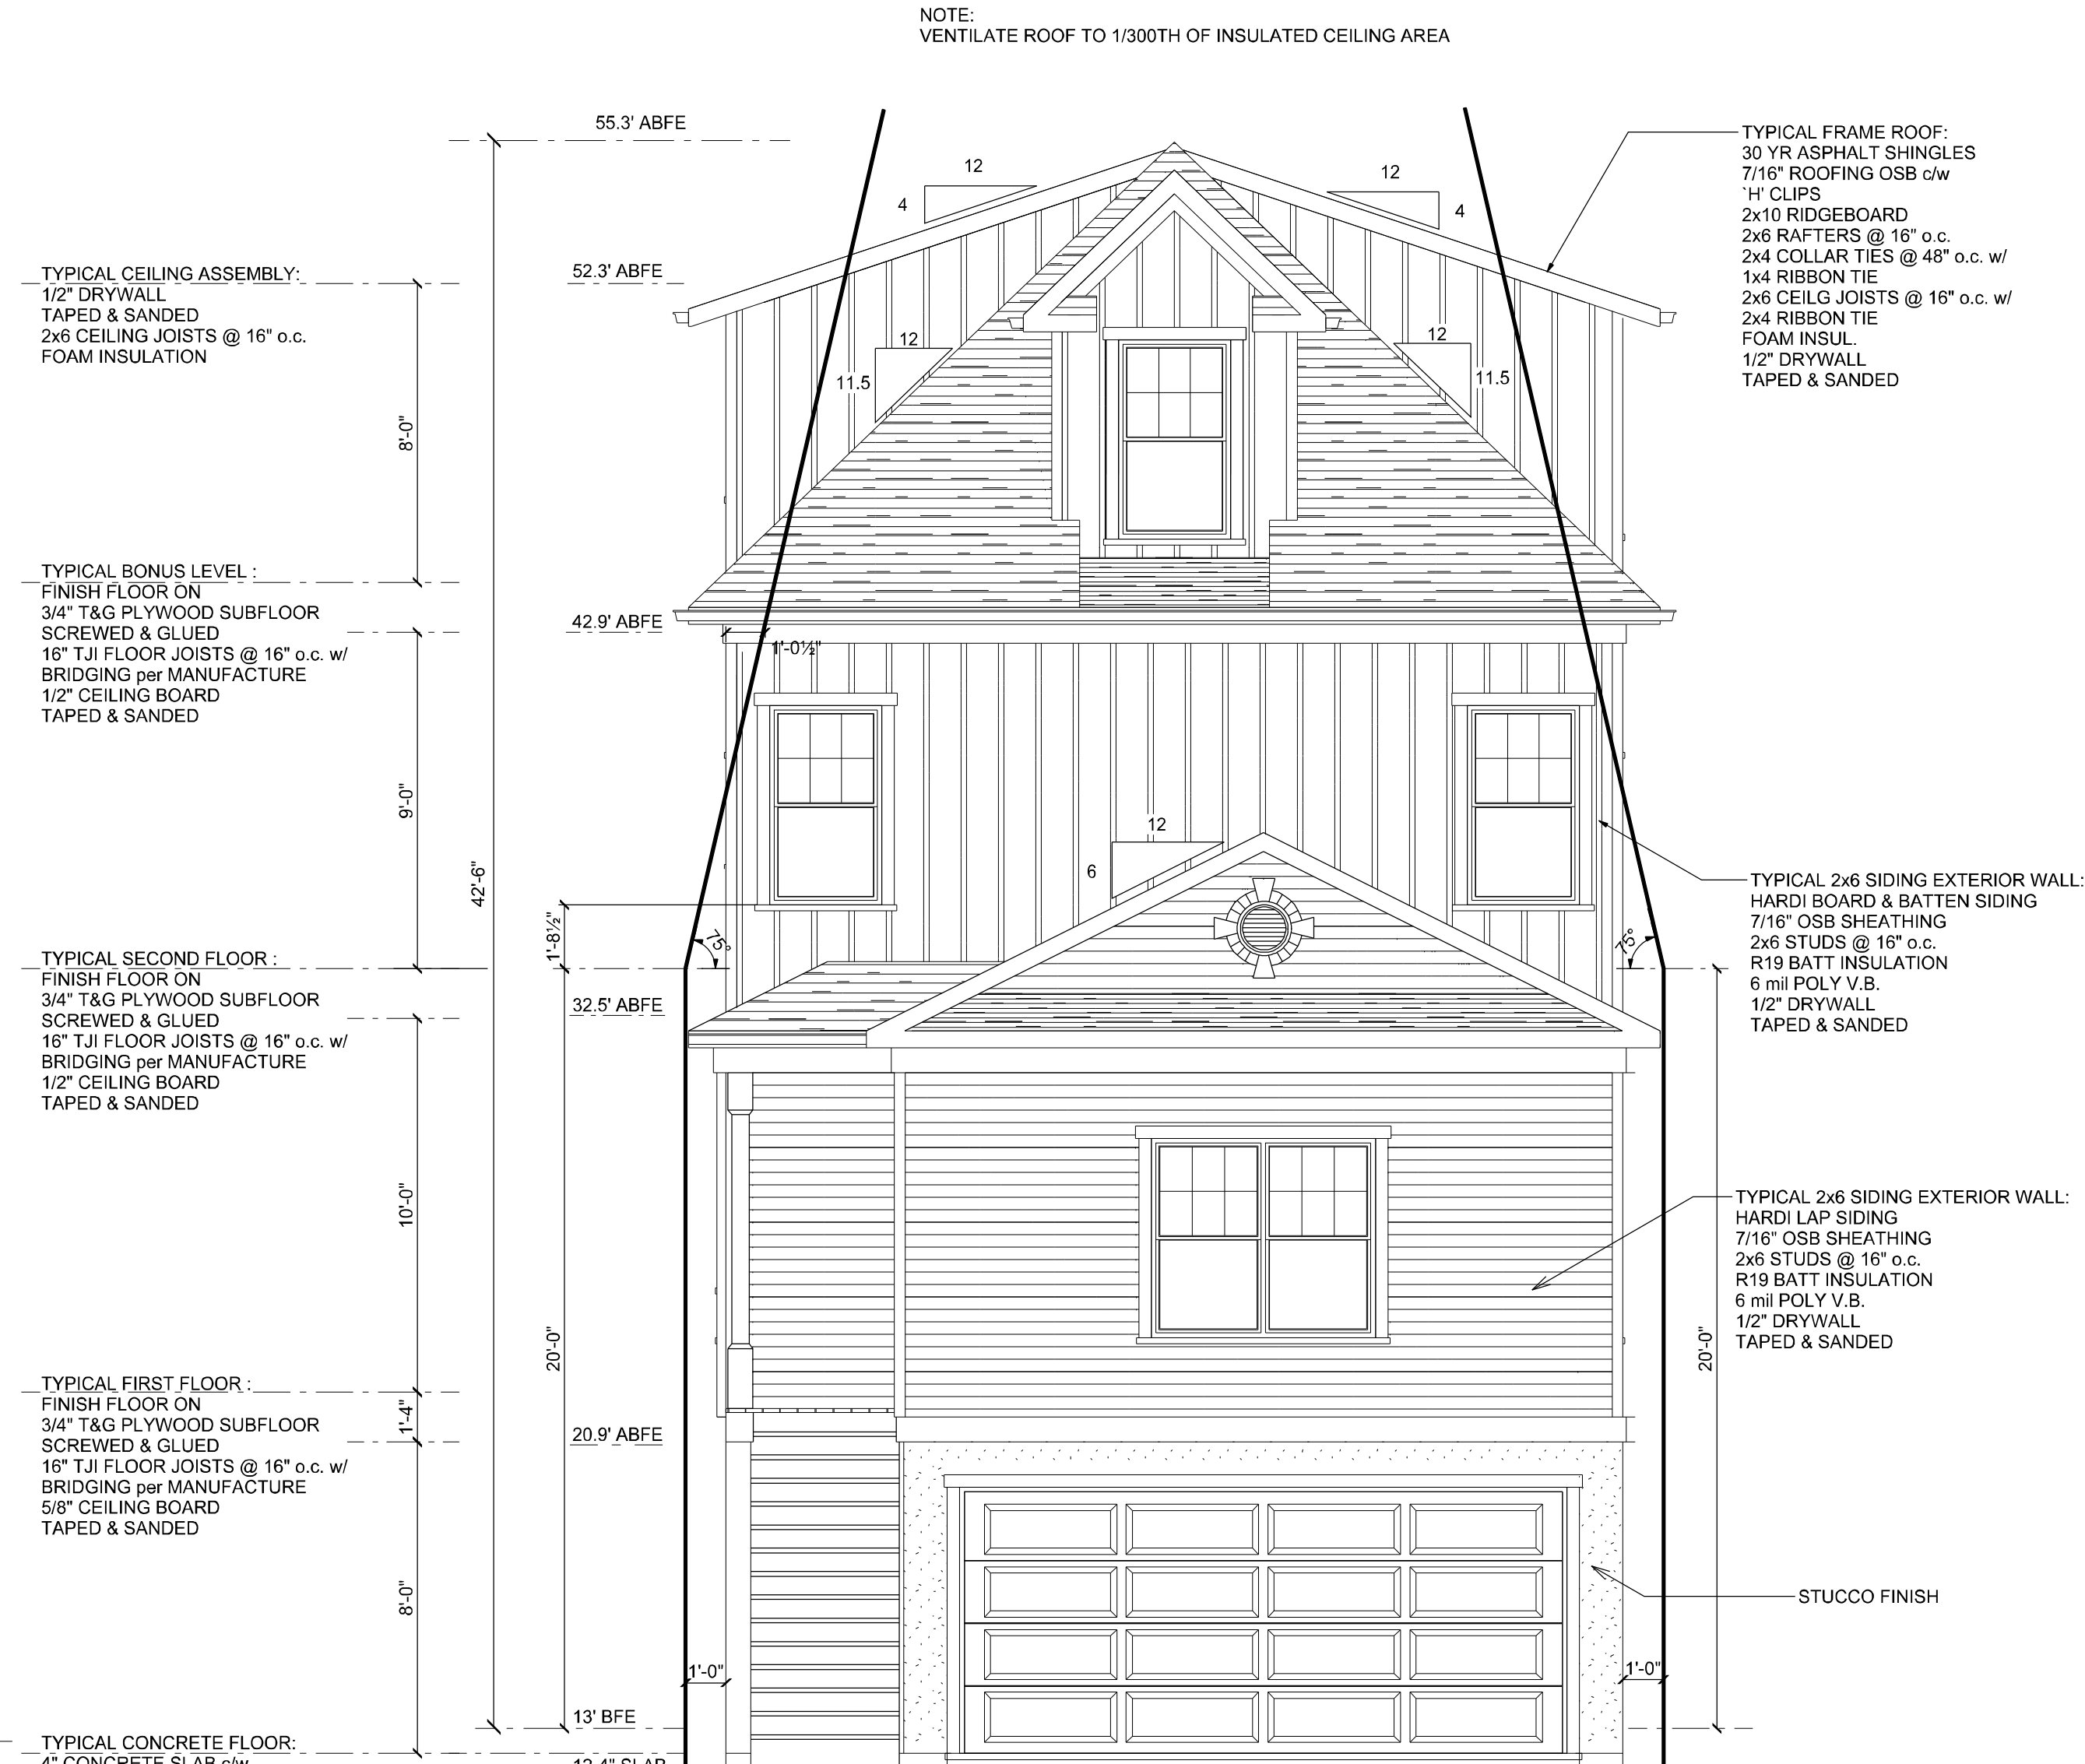 NOTE:
VENTILATE ROOF TO 1/300TH OF INSULATED CEILING AREA
55.3' ABFE
12
4
12
4
TYPICAL FRAME ROOF:
30 YR ASPHALT SHINGLES
7/16" ROOFING OSB c/w
`H' CLIPS
2x10 RIDGEBOARD
2x6 RAFTERS @ 16" o.c.
2x4 COLLAR TIES @ 48" o.c. w/
1x4 RIBBON TIE
2x6 CEILG JOISTS @ 16" o.c. w/
2x4 RIBBON TIE
FOAM INSUL.
1/2" DRYWALL
TAPED & SANDED
TYPICAL CEILING ASSEMBLY:
1/2" DRYWALL
TAPED & SANDED
2x6 CEILING JOISTS @ 16" o.c.
FOAM INSULATION
52.3' ABFE
12
11.5
12
11.5
8'-0"
TYPICAL BONUS LEVEL :
FINISH FLOOR ON
3/4" T&G PLYWOOD SUBFLOOR
SCREWED & GLUED
16" TJI FLOOR JOISTS @ 16" o.c. w/
BRIDGING per MANUFACTURE
1/2" CEILING BOARD
TAPED & SANDED
42.9' ABFE
1'-0½"
9'-0"
42'-6"
12
6
TYPICAL 2x6 SIDING EXTERIOR WALL:
HARDI BOARD & BATTEN SIDING
7/16" OSB SHEATHING
2x6 STUDS @ 16" o.c.
R19 BATT INSULATION
6 mil POLY V.B.
1/2" DRYWALL
TAPED & SANDED
1'-8½"
75°
75°
TYPICAL SECOND FLOOR :
FINISH FLOOR ON
3/4" T&G PLYWOOD SUBFLOOR
SCREWED & GLUED
16" TJI FLOOR JOISTS @ 16" o.c. w/
BRIDGING per MANUFACTURE
1/2" CEILING BOARD
TAPED & SANDED
32.5' ABFE
10'-0"
TYPICAL 2x6 SIDING EXTERIOR WALL:
HARDI LAP SIDING
7/16" OSB SHEATHING
2x6 STUDS @ 16" o.c.
R19 BATT INSULATION
6 mil POLY V.B.
1/2" DRYWALL
TAPED & SANDED
20'-0"
20'-0"
TYPICAL FIRST FLOOR :
FINISH FLOOR ON
3/4" T&G PLYWOOD SUBFLOOR
SCREWED & GLUED
16" TJI FLOOR JOISTS @ 16" o.c. w/
BRIDGING per MANUFACTURE
5/8" CEILING BOARD
TAPED & SANDED
1'-4"
20.9' ABFE
8'-0"
STUCCO FINISH
1'-0"
1'-0"
13' BFE
TYPICAL CONCRETE FLOOR:
4" CONCRETE SLAB c/w
12.4" SLAB